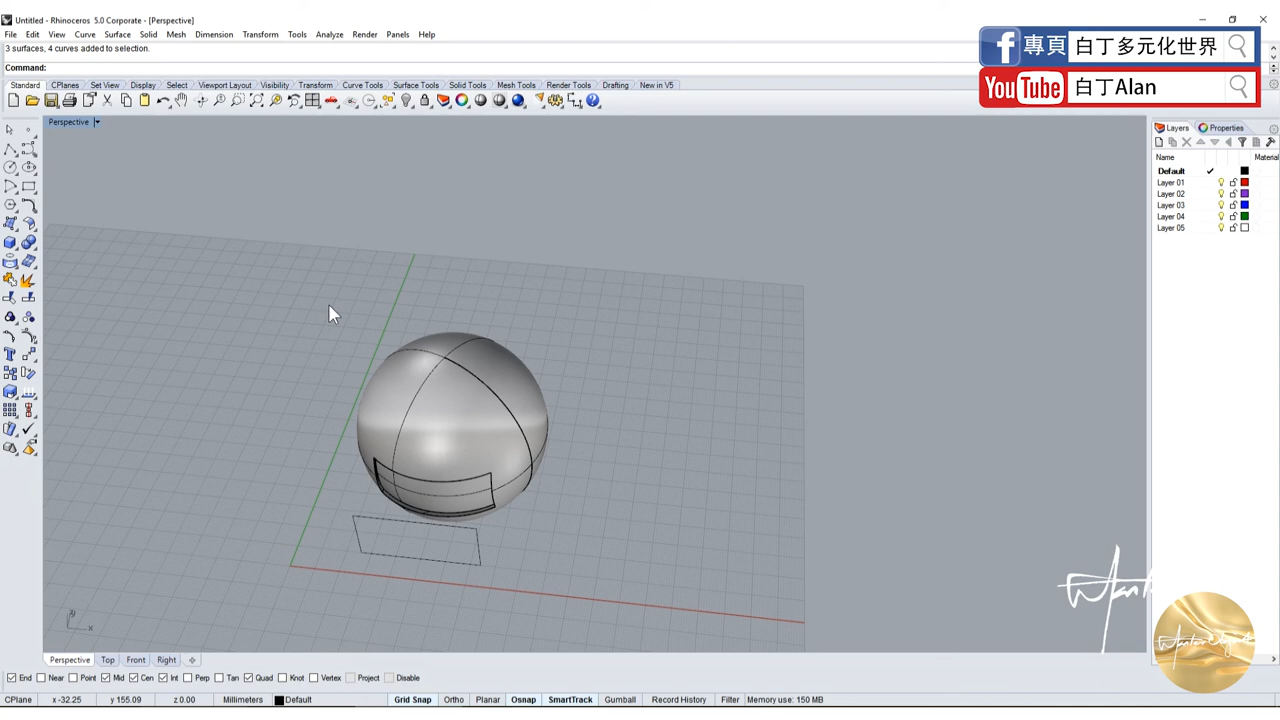 Untitled - Rhinoceros 5.0 Corporate - [Perspective]
File Edit View Curve Surface Solid Mesh Dimension Transform Tools Analyze Render Panels Help
3 surfaces, 4 curves added to selection.
Command:
專頁 白丁多元化世界
YouTube 白丁Alan
Standard CPlanes Set View Display Select Viewport Layout Visibility Transform Curve Tools Surface Tools Solid Tools Mesh Tools Render Tools Drafting New in V5
Perspective
Layers Properties
Name Material
Default
Layer 01
Layer 02
Layer 03
Layer 04
Layer 05
y
x
Perspective Top Front Right
End Near Point Mid Cen Int Perp Tan Quad Knot Vertex Project Disable
CPlane x -32.25 y 155.09 z 0.00 Millimeters Default Grid Snap Ortho Planar Osnap SmartTrack Gumball Record History Filter Memory use: 150 MB